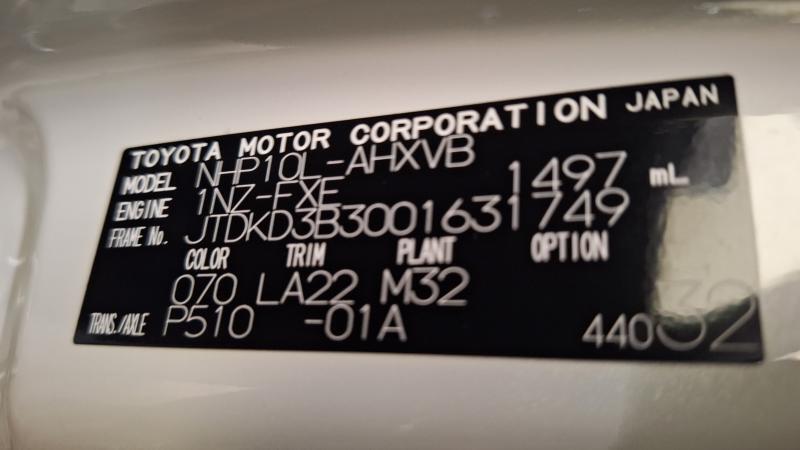 TOYOTA MOTOR CORPORATION JAPAN
MODEL NHP10L-AHXVB
ENGINE 1NZ-FXE 1497 mL
FRAME No. JTDKD3B3001631749
COLOR TRIM PLANT OPTION
070 LA22 M32
TRANS./AXLE P510 -01A 44032